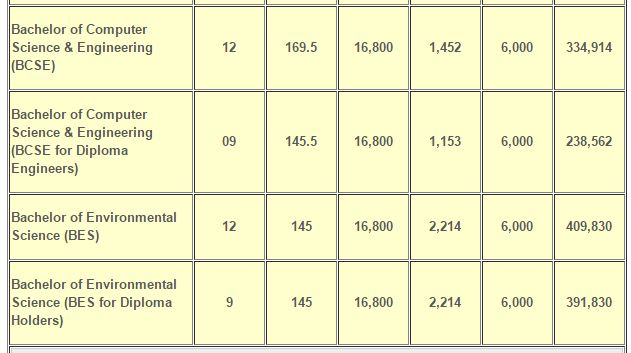 Bachelor of Computer
Science & Engineering
(BCSE)
12
169.5
16,800
1,452
6,000
334,914
Bachelor of Computer
Science & Engineering
(BCSE for Diploma
Engineers)
09
145.5
16,800
1,153
6,000
238,562
Bachelor of Environmental
Science (BES)
12
145
16,800
2,214
6,000
409,830
Bachelor of Environmental
Science (BES for Diploma
Holders)
9
145
16,800
2,214
6,000
391,830